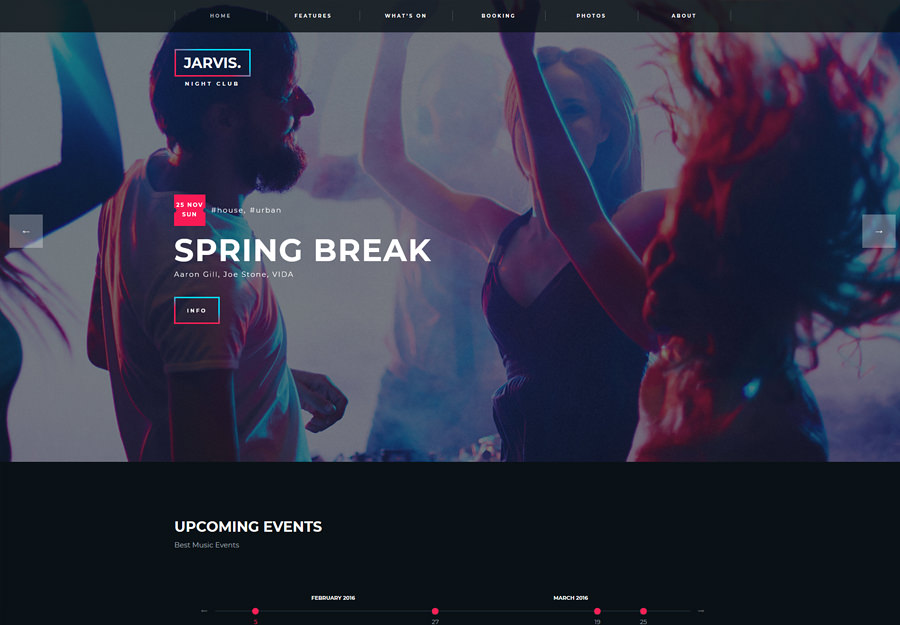 HOME FEATURES WHAT'S ON BOOKING PHOTOS ABOUT
JARVIS.
NIGHT CLUB
25 NOV
SUN
#house, #urban
SPRING BREAK
Aaron Gill, Joe Stone, VIDA
INFO
← →
UPCOMING EVENTS
Best Music Events
FEBRUARY 2016 MARCH 2016
← →
5 27 19 25